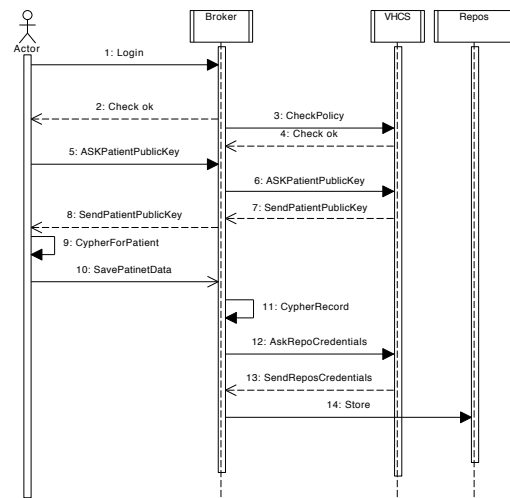 Broker
VHCS
Repos
Actor
1: Login
2: Check ok
3: CheckPolicy
4: Check ok
5: ASKPatientPublicKey
6: ASKPatientPublicKey
7: SendPatientPublicKey
8: SendPatientPublicKey
9: CypherForPatient
10: SavePatinetData
11: CypherRecord
12: AskRepoCredentials
13: SendReposCredentials
14: Store